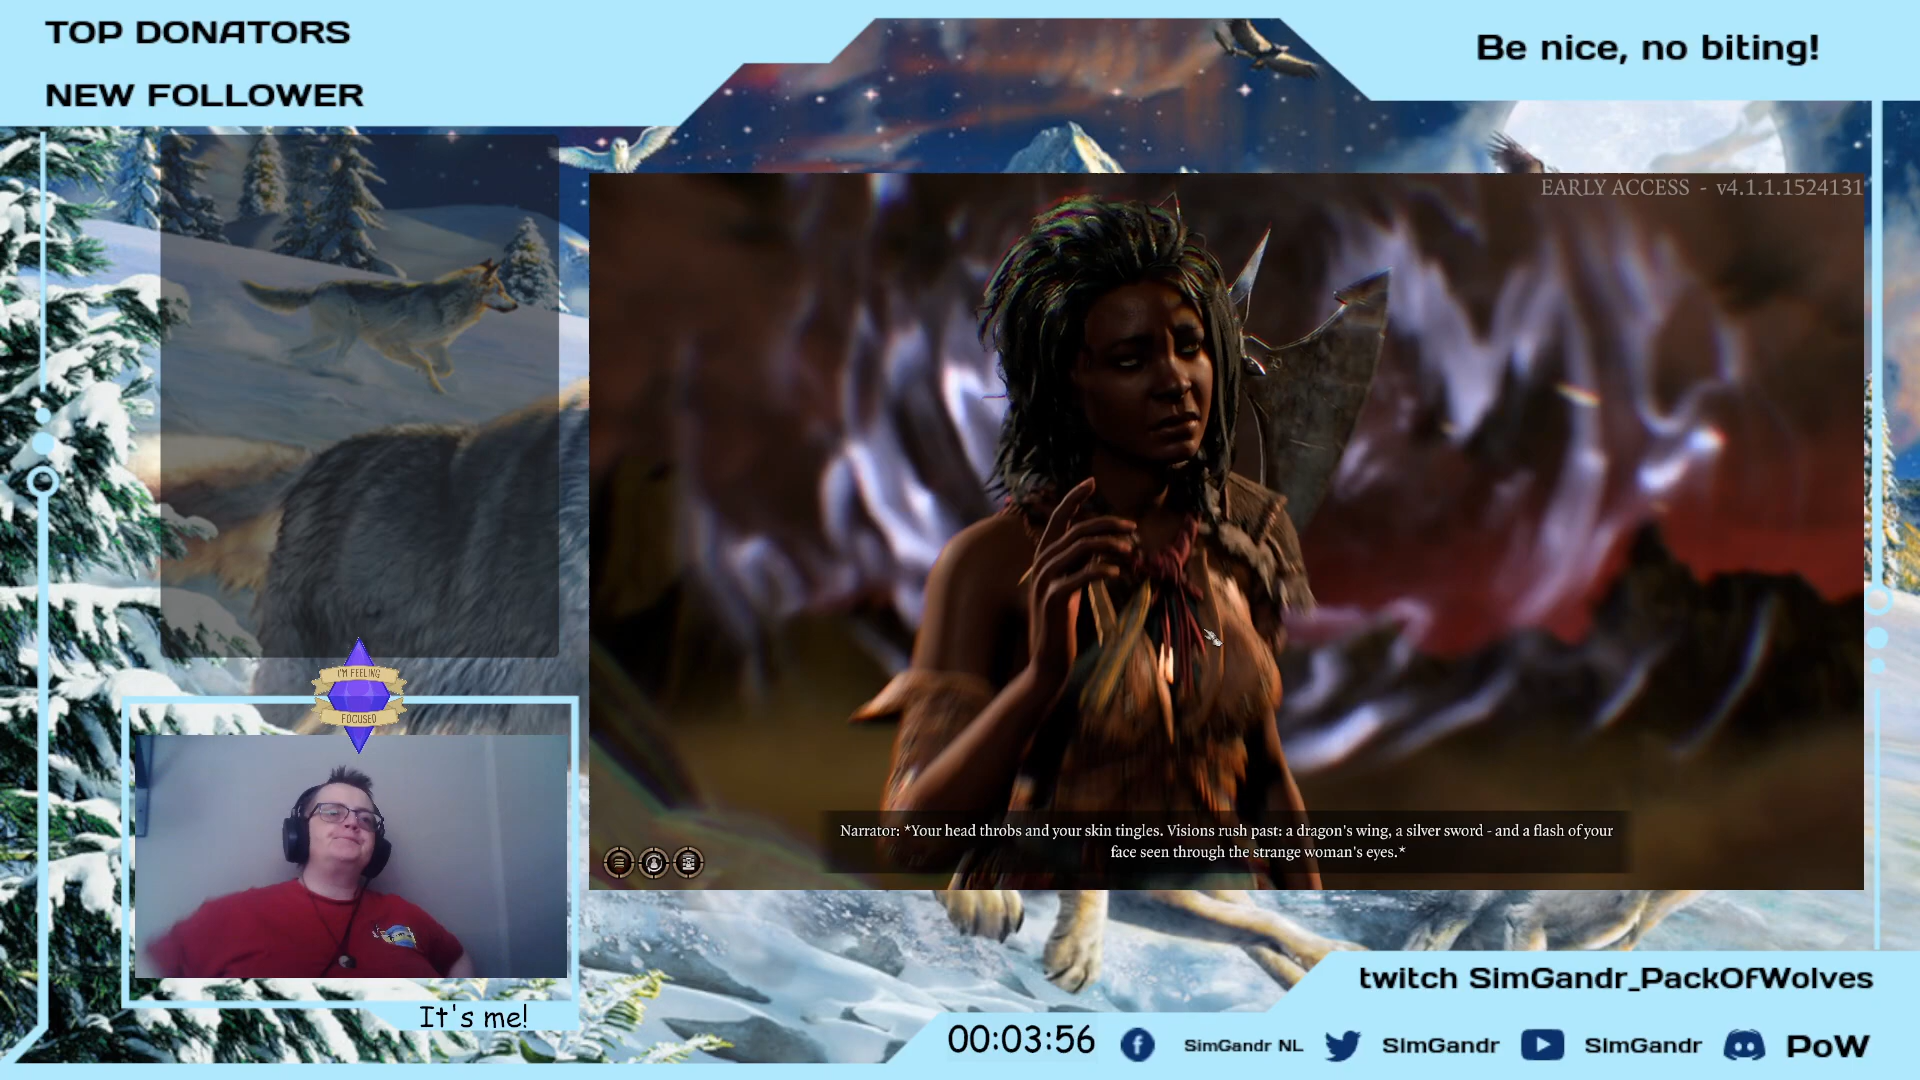 TOP DONATORS
NEW FOLLOWER
Be nice, no biting!
EARLY ACCESS - v4.1.1.1524131
I'M FEELING
FOCUSED
Narrator: *Your head throbs and your skin tingles. Visions rush past: a dragon's wing, a silver sword - and a flash of your
face seen through the strange woman's eyes.*
It's me!
twitch SimGandr_PackOfWolves
00:03:56
SimGandr NL
SimGandr
SimGandr
PoW